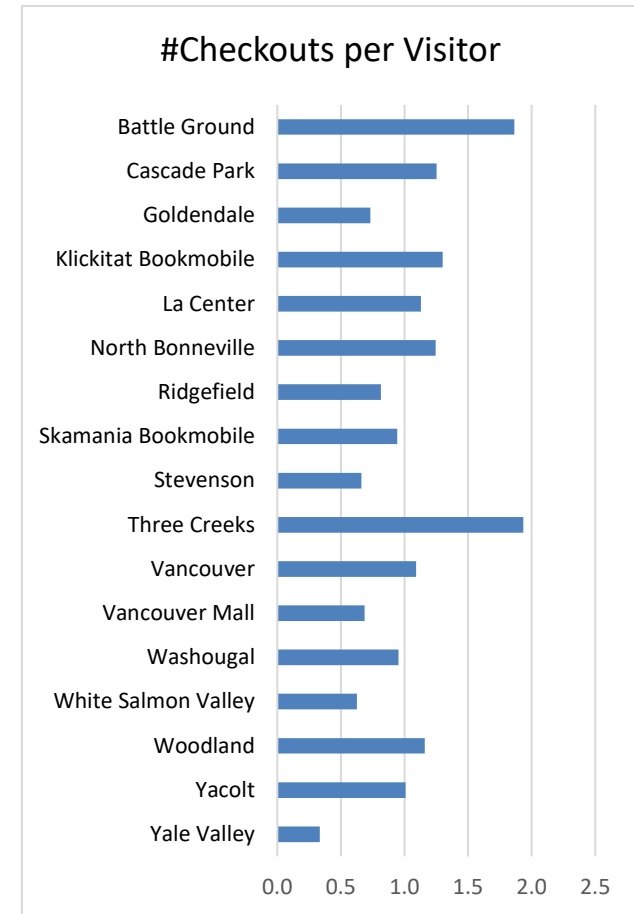 #Checkouts per Visitor
Battle Ground
Cascade Park
Goldendale
Klickitat Bookmobile
La Center
North Bonneville
Ridgefield
Skamania Bookmobile
Stevenson
Three Creeks
Vancouver
Vancouver Mall
Washougal
White Salmon Valley
Woodland
Yacolt
Yale Valley
0.0 0.5 1.0 1.5 2.0 2.5